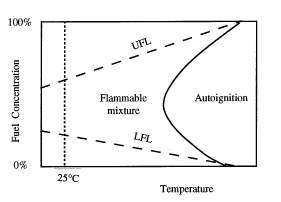 100%
UFL
Fuel Concentration
Flammable
mixture
Autoignition
LFL
0%
25°C
Temperature